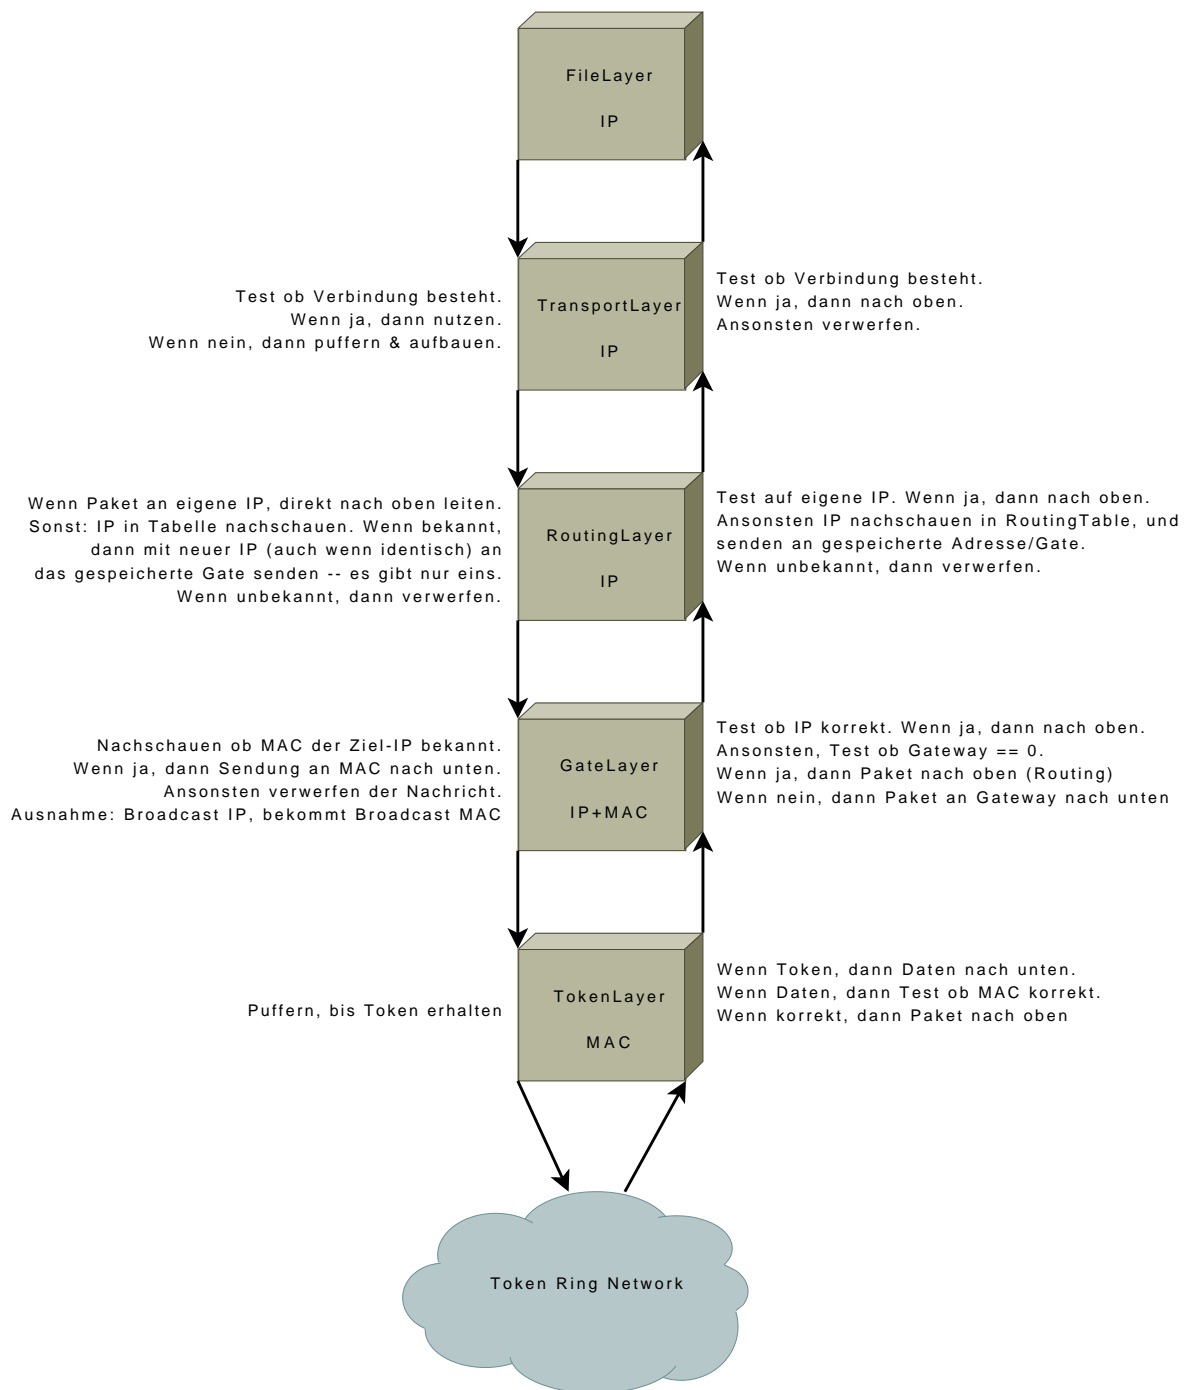 FileLayer
IP
Test ob Verbindung besteht.
Wenn ja, dann nutzen.
Wenn nein, dann puffern & aufbauen.
TransportLayer
IP
Test ob Verbindung besteht.
Wenn ja, dann nach oben.
Ansonsten verwerfen.
Wenn Paket an eigene IP, direkt nach oben leiten.
Sonst: IP in Tabelle nachschauen. Wenn bekannt,
dann mit neuer IP (auch wenn identisch) an
das gespeicherte Gate senden -- es gibt nur eins.
Wenn unbekannt, dann verwerfen.
RoutingLayer
IP
Test auf eigene IP. Wenn ja, dann nach oben.
Ansonsten IP nachschauen in RoutingTable, und
senden an gespeicherte Adresse/Gate.
Wenn unbekannt, dann verwerfen.
Nachschauen ob MAC der Ziel-IP bekannt.
Wenn ja, dann Sendung an MAC nach unten.
Ansonsten verwerfen der Nachricht.
Ausnahme: Broadcast IP, bekommt Broadcast MAC
GateLayer
IP+MAC
Test ob IP korrekt. Wenn ja, dann nach oben.
Ansonsten, Test ob Gateway == 0.
Wenn ja, dann Paket nach oben (Routing)
Wenn nein, dann Paket an Gateway nach unten
Puffern, bis Token erhalten
TokenLayer
MAC
Wenn Token, dann Daten nach unten.
Wenn Daten, dann Test ob MAC korrekt.
Wenn korrekt, dann Paket nach oben
Token Ring Network